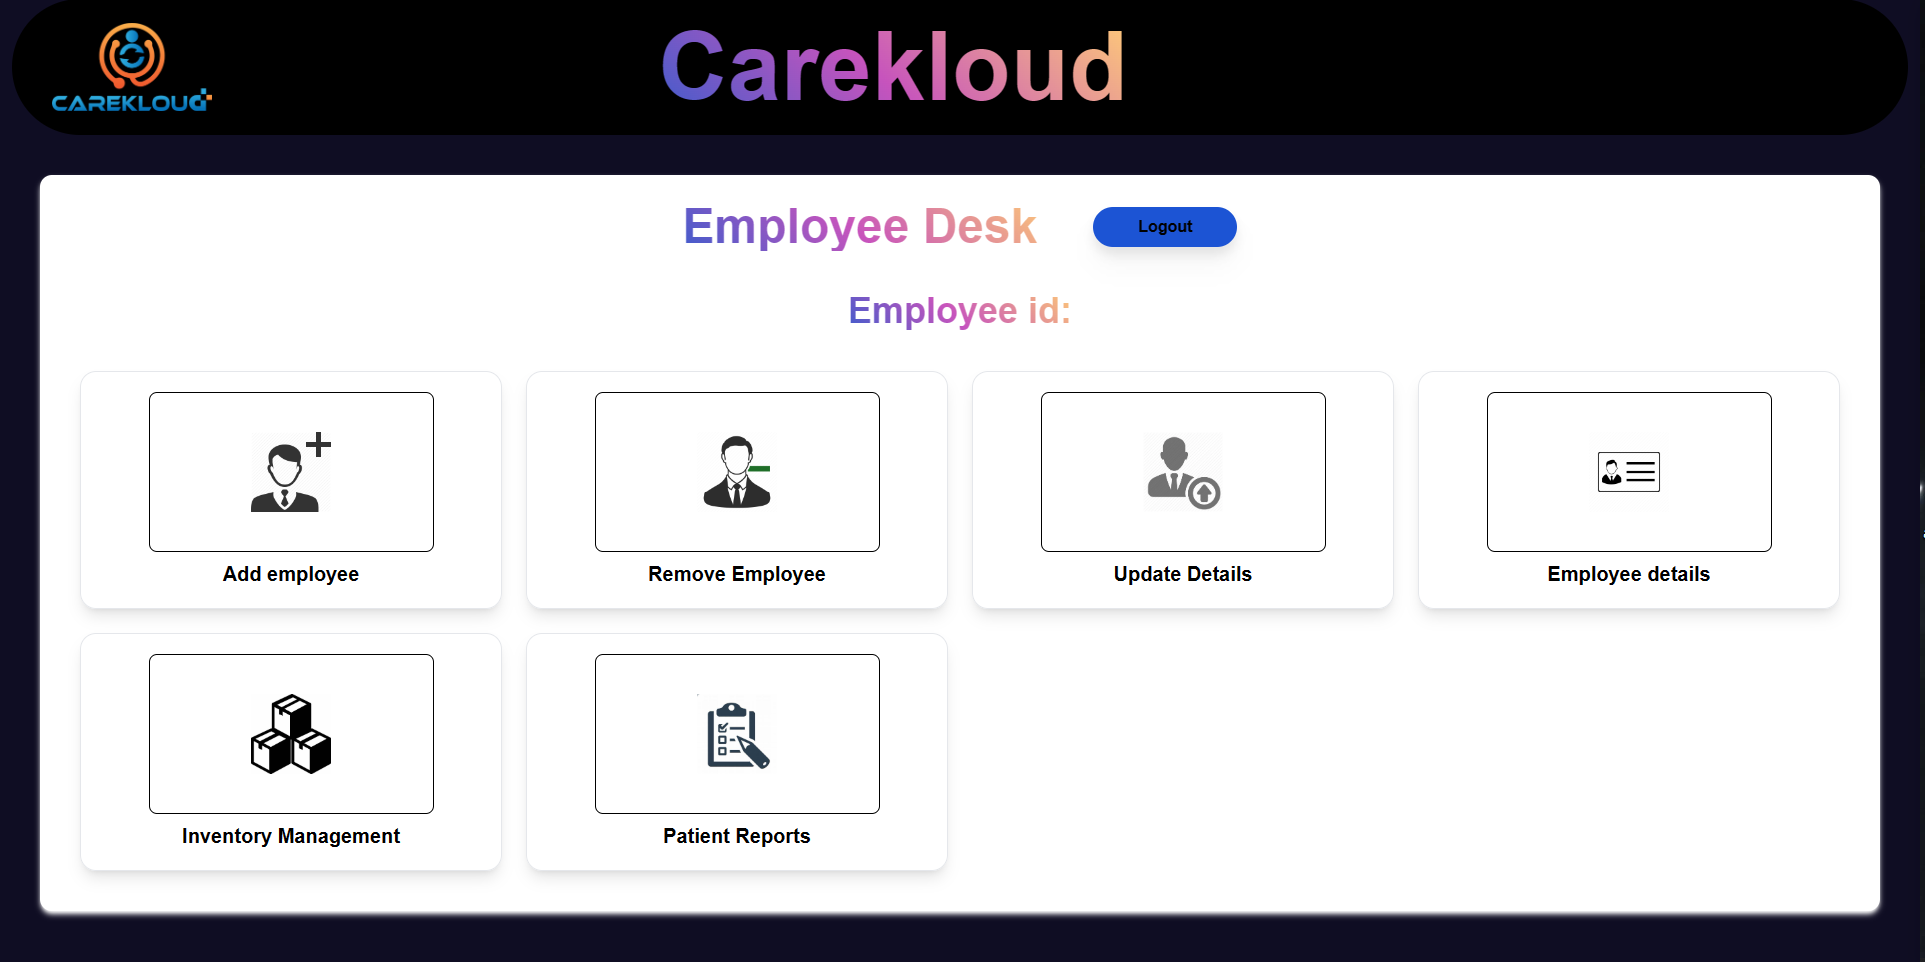 CAREKLOUD
Carekloud
Employee Desk
Logout
Employee id:
Add employee
Remove Employee
Update Details
Employee details
Inventory Management
Patient Reports